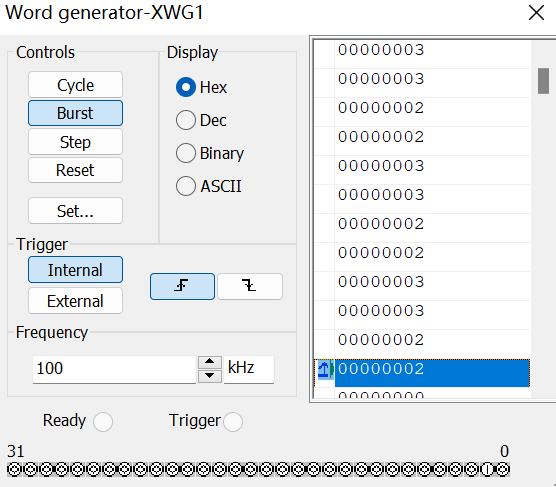 Word generator-XWG1
Controls
Cycle
Burst
Step
Reset
Set...
Display
Hex
Dec
Binary
ASCII
Trigger
Internal
External
Frequency
100 kHz
Ready Trigger
31 0
00000003
00000003
00000002
00000002
00000003
00000003
00000002
00000002
00000003
00000003
00000002
00000002
00000000